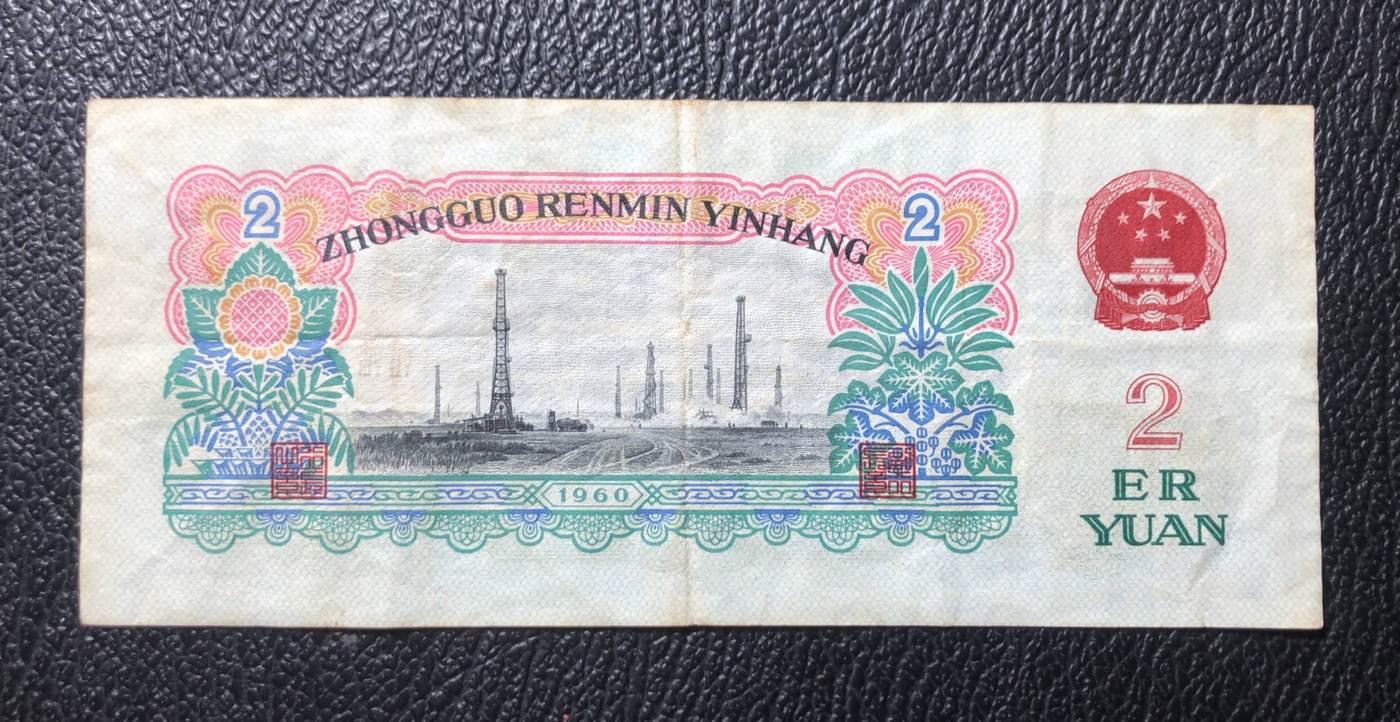 2
2
ZHONGGUO RENMIN YINHANG
1960
2
ER
YUAN